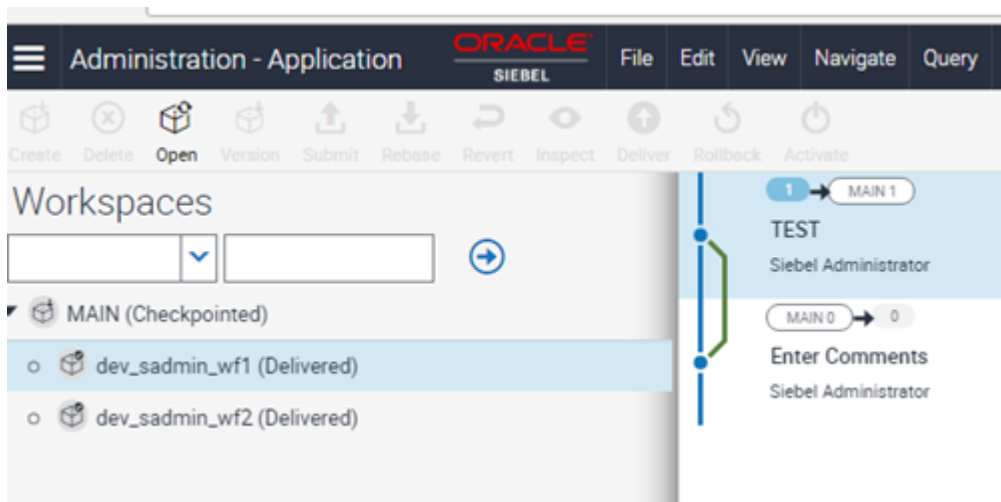 Administration - Application
ORACLE
SIEBEL
File Edit View Navigate Query
Create Delete Open Version Submit Rebase Revert Inspect Deliver Rollback Activate
Workspaces
MAIN (Checkpointed)
dev_sadmin_wf1 (Delivered)
dev_sadmin_wf2 (Delivered)
1 MAIN 1
TEST
Siebel Administrator
MAIN 0 0
Enter Comments
Siebel Administrator